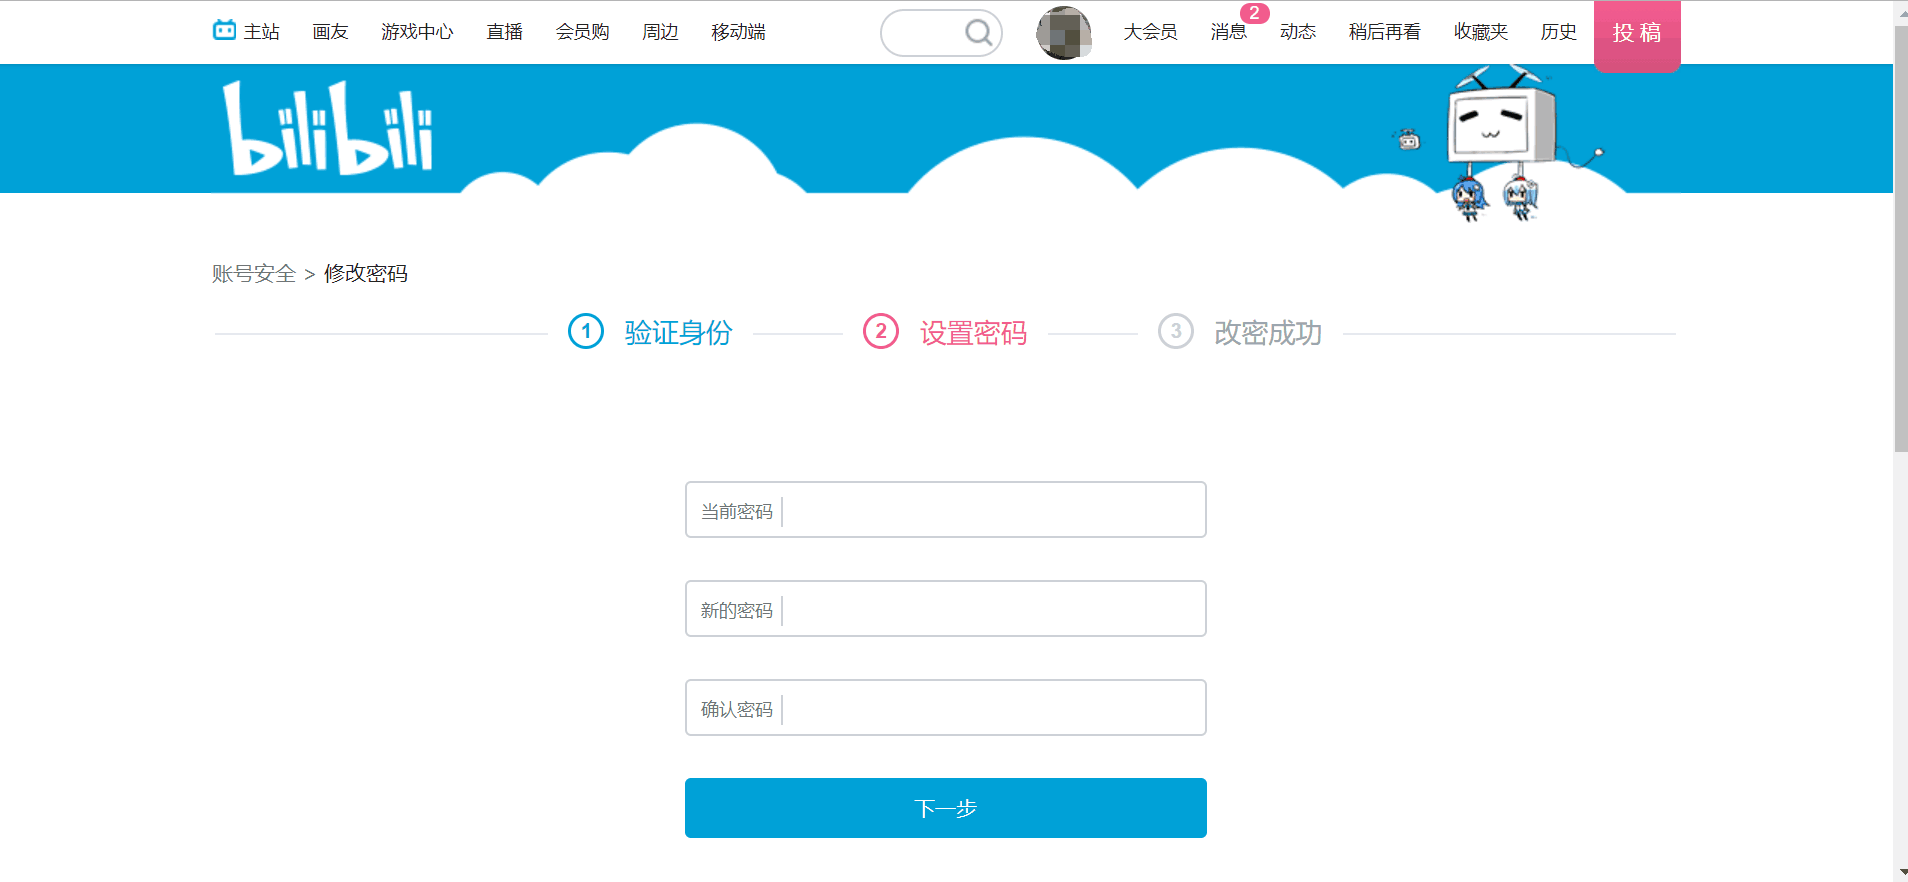 主站 画友 游戏中心 直播 会员购 周边 移动端 大会员 消息 2 动态 稍后再看 收藏夹 历史 投稿
bilibili
账号安全 > 修改密码
1 验证身份 2 设置密码 3 改密成功
当前密码
新的密码
确认密码
下一步